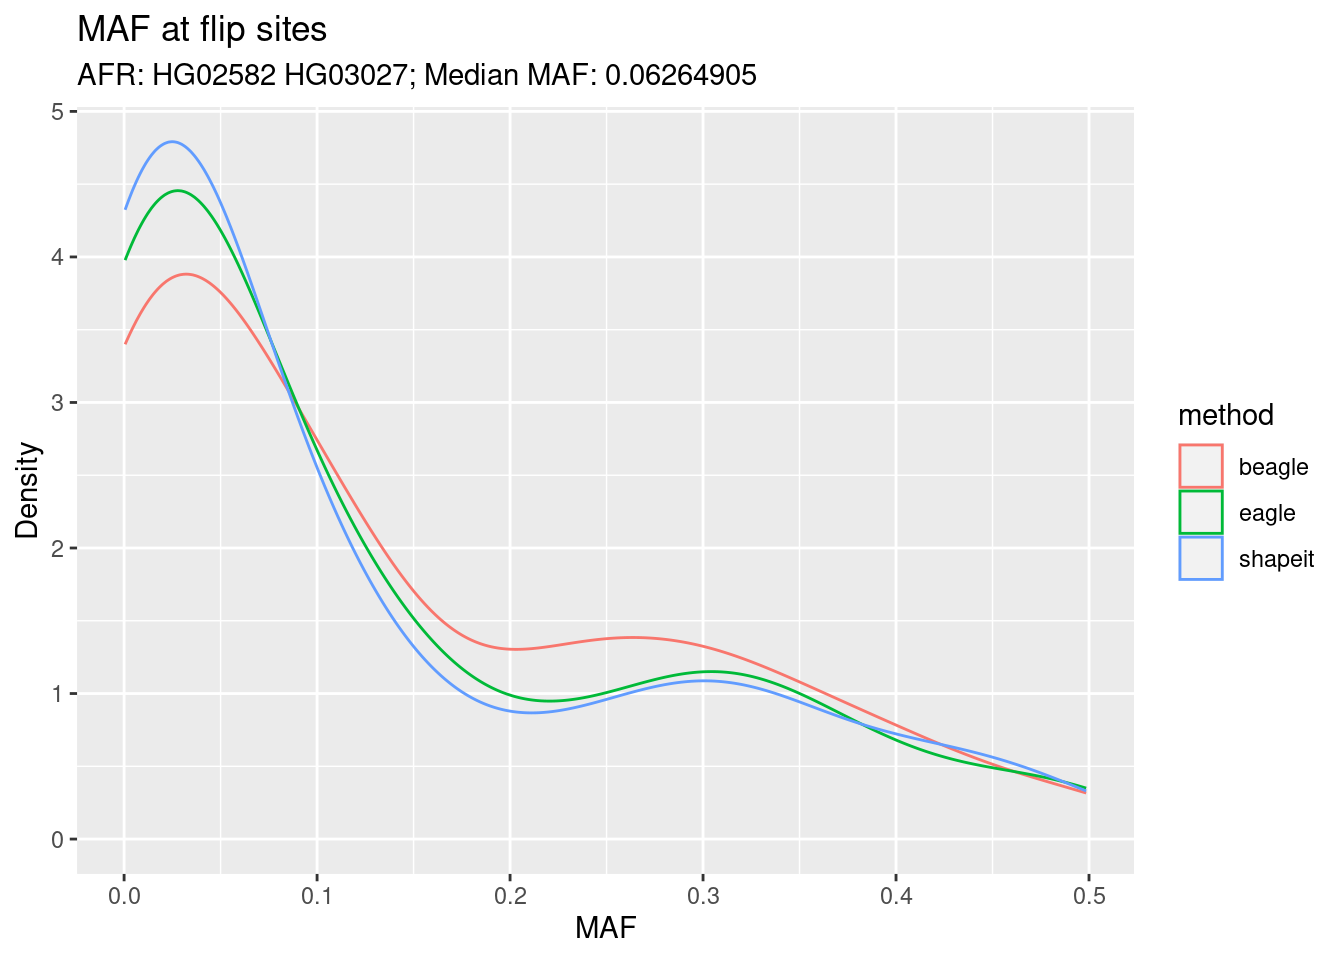 MAF at flip sites
AFR: HG02582 HG03027; Median MAF: 0.06264905
5
4
3
2
1
0
Density
0.0 0.1 0.2 0.3 0.4 0.5
MAF
method
beagle
eagle
shapeit